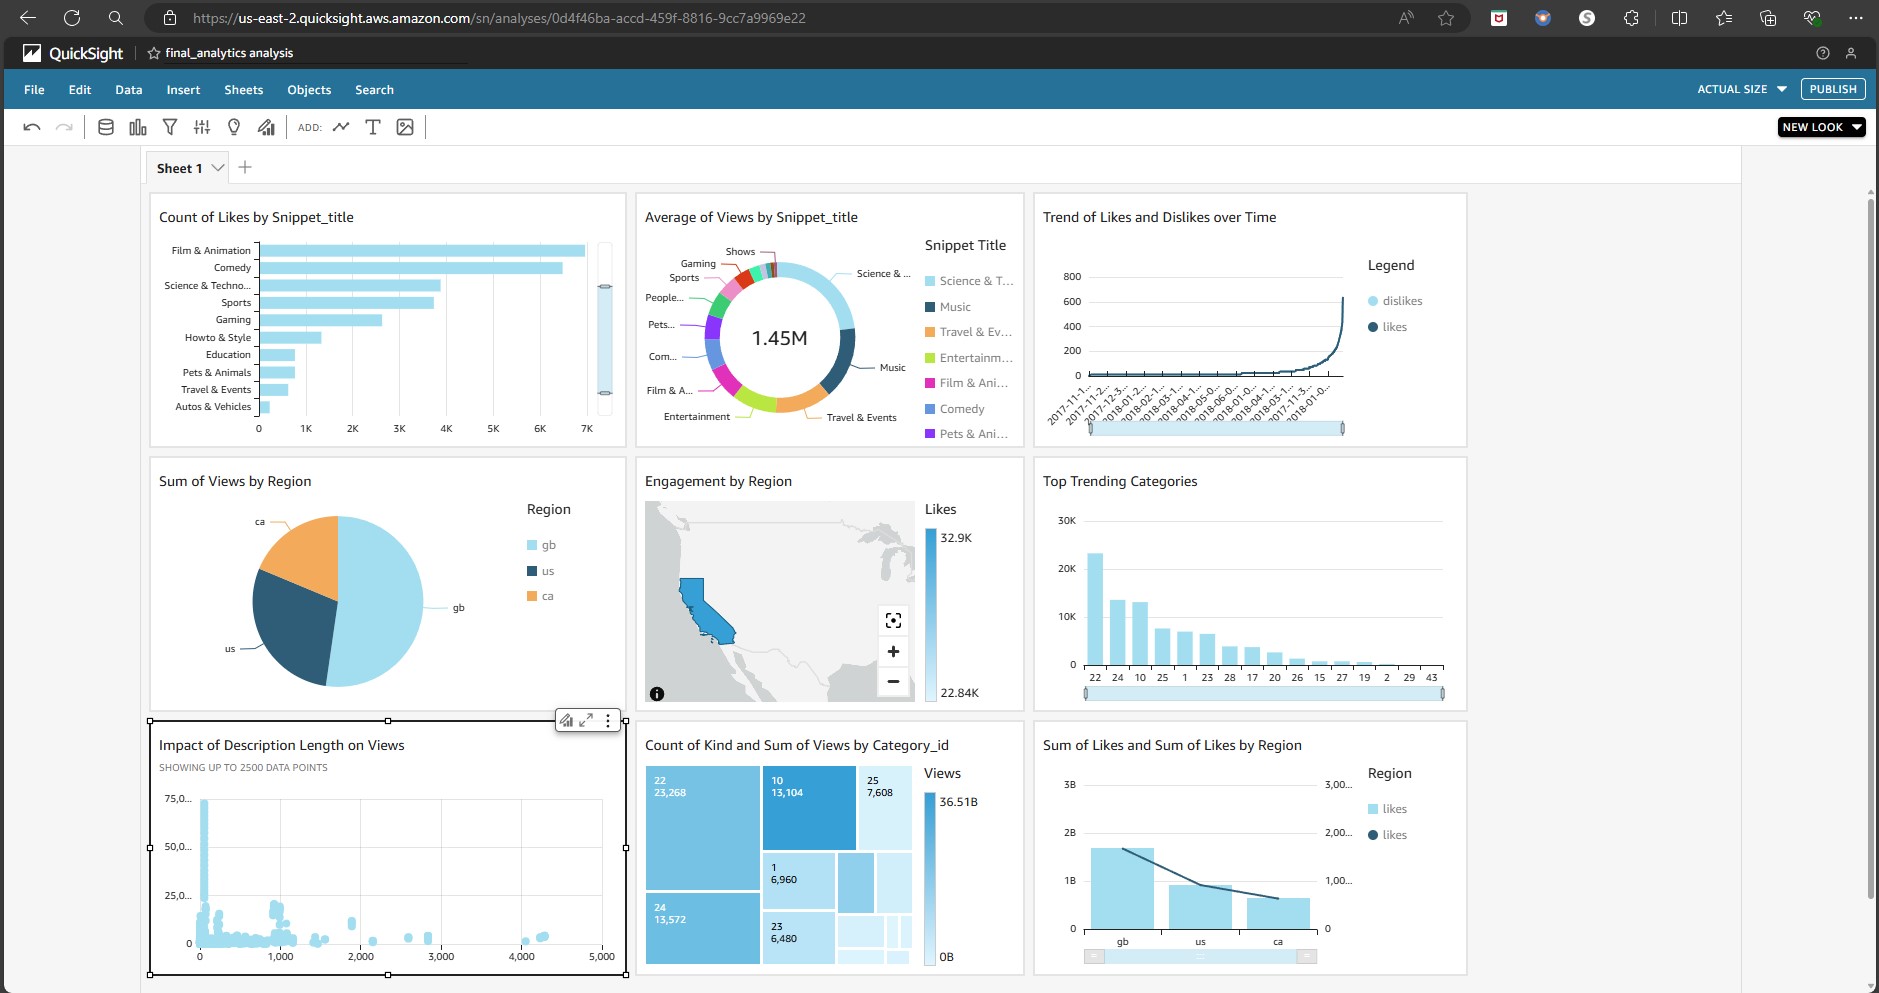 https://us-east-2.quicksight.aws.amazon.com/sn/analyses/0d4f46ba-accd-459f-8816-9cc7a9969e22
QuickSight
final_analytics analysis
File Edit Data Insert Sheets Objects Search
ACTUAL SIZE
PUBLISH
ADD:
NEW LOOK
Sheet 1
Count of Likes by Snippet_title
Film & Animation
Comedy
Science & Techno...
Sports
Gaming
Howto & Style
Education
Pets & Animals
Travel & Events
Autos & Vehicles
0 1K 2K 3K 4K 5K 6K 7K
Average of Views by Snippet_title
Shows
Gaming
Sports
People...
Pets...
Com...
Film & A...
Entertainment
Science & ...
Music
Travel & Events
1.45M
Snippet Title
Science & T...
Music
Travel & Ev...
Entertainm...
Film & Ani...
Comedy
Pets & Ani...
Trend of Likes and Dislikes over Time
800
600
400
200
0
2017-11-1... 2017-11-2... 2017-12-3... 2018-01-2... 2018-02-1... 2018-03-1... 2018-04-1... 2018-05-0... 2018-06-0... 2018-01-0... 2018-04-1... 2018-03-1... 2017-11-3... 2018-01-0...
Legend
dislikes
likes
Sum of Views by Region
ca
us
gb
Region
gb
us
ca
Engagement by Region
Likes
32.9K
22.84K
Top Trending Categories
30K
20K
10K
0
22 24 10 25 1 23 28 17 20 26 15 27 19 2 29 43
Impact of Description Length on Views
SHOWING UP TO 2500 DATA POINTS
75,0...
50,0...
25,0...
0
0 1,000 2,000 3,000 4,000 5,000
Count of Kind and Sum of Views by Category_id
22
23,268
10
13,104
25
7,608
1
6,960
24
13,572
23
6,480
Views
36.51B
0B
Sum of Likes and Sum of Likes by Region
3B
2B
1B
0
gb us ca
3,00...
2,00...
1,00...
0
Region
likes
likes